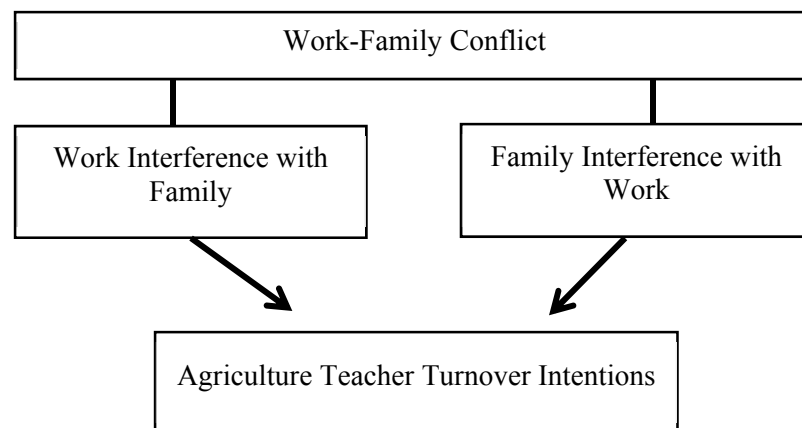 Work-Family Conflict
Work Interference with
Family
Family Interference with
Work
Agriculture Teacher Turnover Intentions